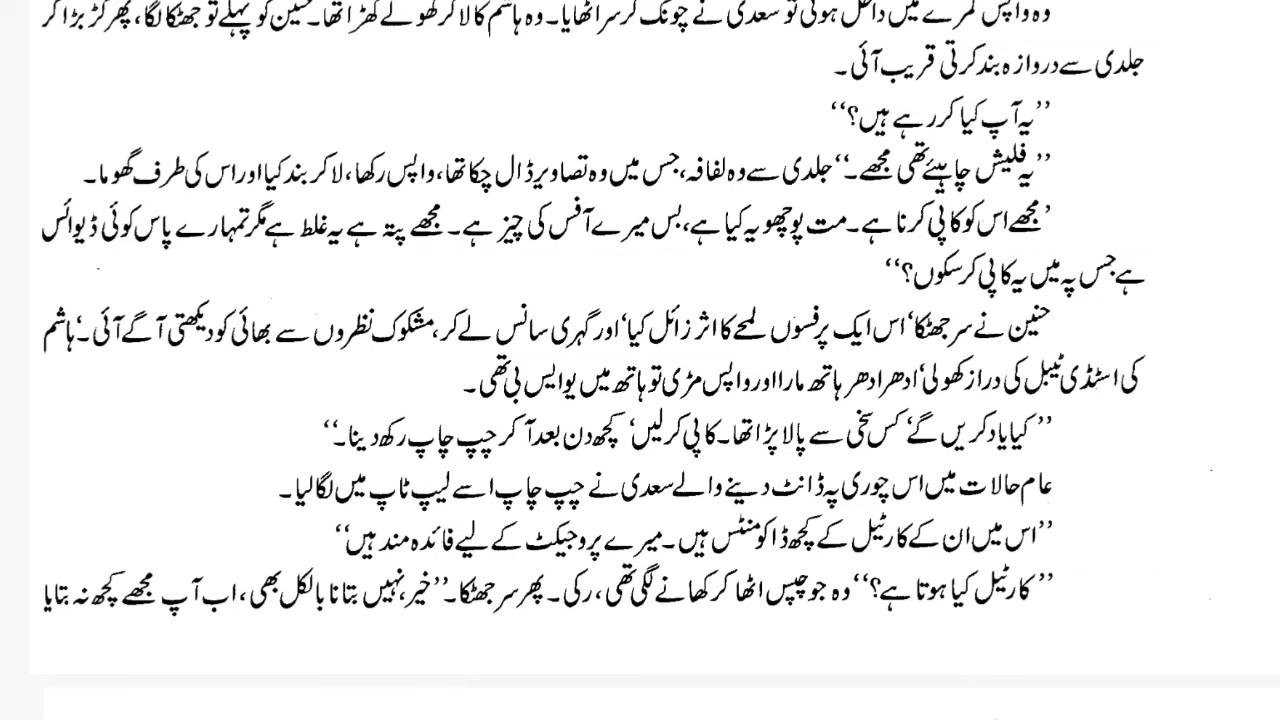 وہ واپس کمرے میں داخل ہوئی تو سعدی نے چونک کر سر اٹھایا۔ وہ ہاشم کا لاکر کھولے کھڑا تھا۔ حنین کو پہلے تو جھٹکا لگا، پھر گڑبڑا کر
جلدی سے دروازہ بند کرتی قریب آئی۔
’’یہ آپ کیا کر رہے ہیں؟‘‘
’’یہ فلیش چاہیئے تھی مجھے۔‘‘ جلدی سے وہ لفافہ، جس میں وہ تصاویر ڈال چکا تھا، واپس رکھا، لاکر بند کیا اور اس کی طرف گھوما۔
’مجھے اس کو کاپی کرنا ہے۔ مت پوچھو یہ کیا ہے، بس میرے آفس کی چیز ہے۔ مجھے پتہ ہے یہ غلط ہے مگر تمہارے پاس کوئی ڈیوائس
ہے جس پہ میں یہ کاپی کر سکوں؟‘‘
حنین نے سر جھٹکا‘ اس ایک پرفسوں لمحے کا اثر زائل کیا‘ اور گہری سانس لے کر، مشکوک نظروں سے بھائی کو دیکھتی آگے آئی۔‘ ہاشم
کی اسٹڈی ٹیبل کی دراز کھولی‘ ادھر ادھر ہاتھ مارا اور واپس مڑی تو ہاتھ میں یو ایس بی تھی۔
’’کیا یاد کریں گے‘ کس سخی سے پالا پڑا تھا۔ کاپی کر لیں‘ کچھ دن بعد آ کر چپ چاپ رکھ دینا۔‘‘
عام حالات میں اس چوری پہ ڈانٹ دینے والے سعدی نے چپ چاپ اسے لیپ ٹاپ میں لگا لیا۔
’’اس میں ان کے کارٹیل کے کچھ ڈاکومنٹس ہیں۔ میرے پروجیکٹ کے لیے فائدہ مند ہیں‘‘
’’کارٹیل کیا ہوتا ہے؟‘‘ وہ جو چپس اٹھا کر کھانے لگی تھی، رکی۔ پھر سر جھٹکا۔ ’’خیر، نہیں بتانا بالکل بھی، اب آپ مجھے کچھ نہ بتایا